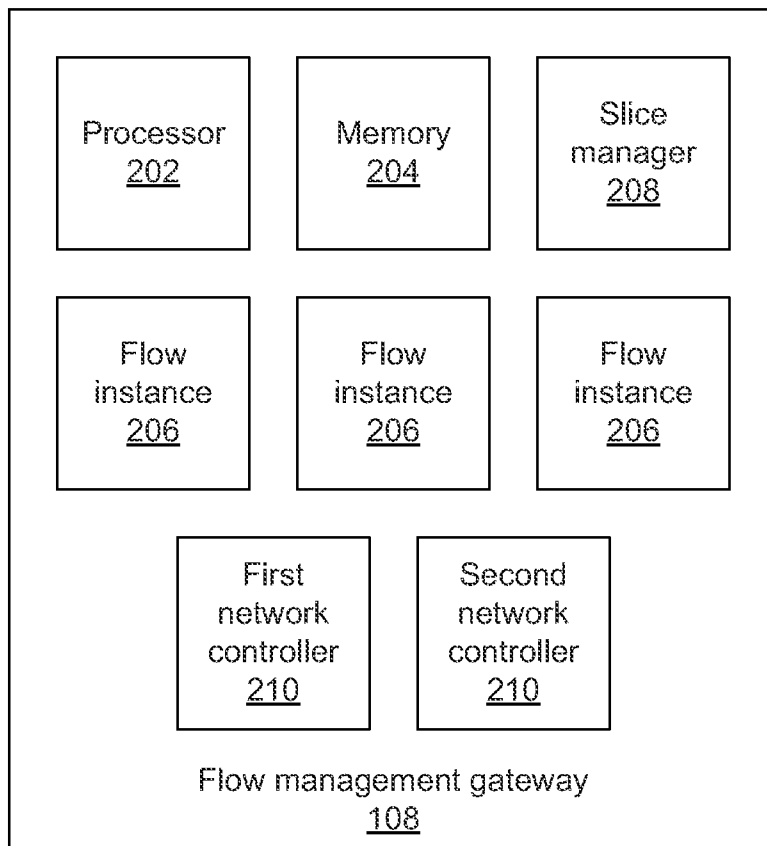 Processor
202
Memory
204
Slice
manager
208
Flow
instance
206
Flow
instance
206
Flow
instance
206
First
network
controller
210
Second
network
controller
210
Flow management gateway
108